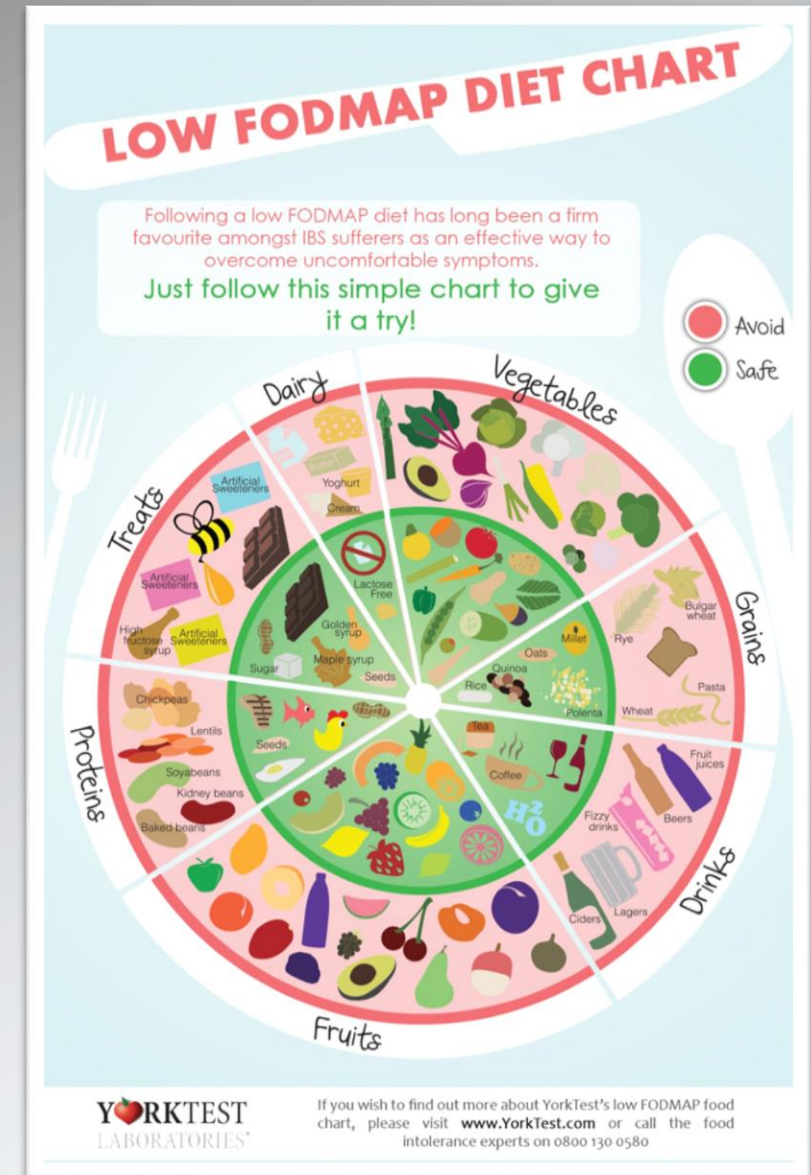 LOW FODMAP DIET CHART
Following a low FODMAP diet has long been a firm
favourite amongst IBS sufferers as an effective way to
overcome uncomfortable symptoms.
Just follow this simple chart to give
it a try!
Avoid
Safe
Dairy
Vegetables
Treats
Grains
Proteins
Drinks
Fruits
Butter
Yoghurt
Cream
Lactose
Free
Artificial
Sweeteners
Artificial
Sweeteners
High
fructose
syrup
Artificial
Sweeteners
Golden
syrup
Maple syrup
Sugar
Seeds
Bulgar
wheat
Rye
Pasta
Wheat
Millet
Oats
Quinoa
Rice
Polenta
Chickpeas
Lentils
Soyabeans
Kidney beans
Baked beans
Seeds
Tea
Coffee
H2O
Fruit
juices
Beers
Fizzy
drinks
Lagers
Ciders
YORKTEST
LABORATORIES
If you wish to find out more about YorkTest's low FODMAP food
chart, please visit www.YorkTest.com or call the food
intolerance experts on 0800 130 0580